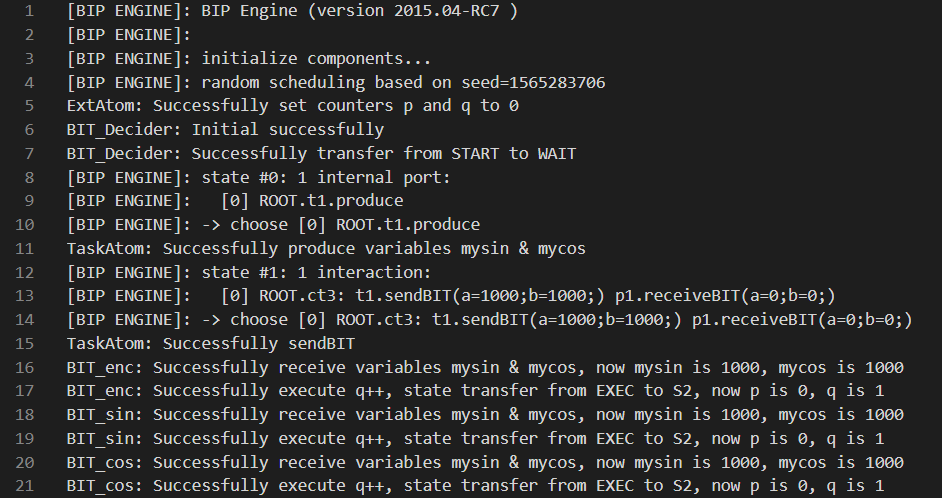 1 [BIP ENGINE]: BIP Engine (version 2015.04-RC7 )
2 [BIP ENGINE]:
3 [BIP ENGINE]: initialize components...
4 [BIP ENGINE]: random scheduling based on seed=1565283706
5 ExtAtom: Successfully set counters p and q to 0
6 BIT_Decider: Initial successfully
7 BIT_Decider: Successfully transfer from START to WAIT
8 [BIP ENGINE]: state #0: 1 internal port:
9 [BIP ENGINE]:   [0] ROOT.t1.produce
10 [BIP ENGINE]: -> choose [0] ROOT.t1.produce
11 TaskAtom: Successfully produce variables mysin & mycos
12 [BIP ENGINE]: state #1: 1 interaction:
13 [BIP ENGINE]:   [0] ROOT.ct3: t1.sendBIT(a=1000;b=1000;) p1.receiveBIT(a=0;b=0;)
14 [BIP ENGINE]: -> choose [0] ROOT.ct3: t1.sendBIT(a=1000;b=1000;) p1.receiveBIT(a=0;b=0;)
15 TaskAtom: Successfully sendBIT
16 BIT_enc: Successfully receive variables mysin & mycos, now mysin is 1000, mycos is 1000
17 BIT_enc: Successfully execute q++, state transfer from EXEC to S2, now p is 0, q is 1
18 BIT_sin: Successfully receive variables mysin & mycos, now mysin is 1000, mycos is 1000
19 BIT_sin: Successfully execute q++, state transfer from EXEC to S2, now p is 0, q is 1
20 BIT_cos: Successfully receive variables mysin & mycos, now mysin is 1000, mycos is 1000
21 BIT_cos: Successfully execute q++, state transfer from EXEC to S2, now p is 0, q is 1